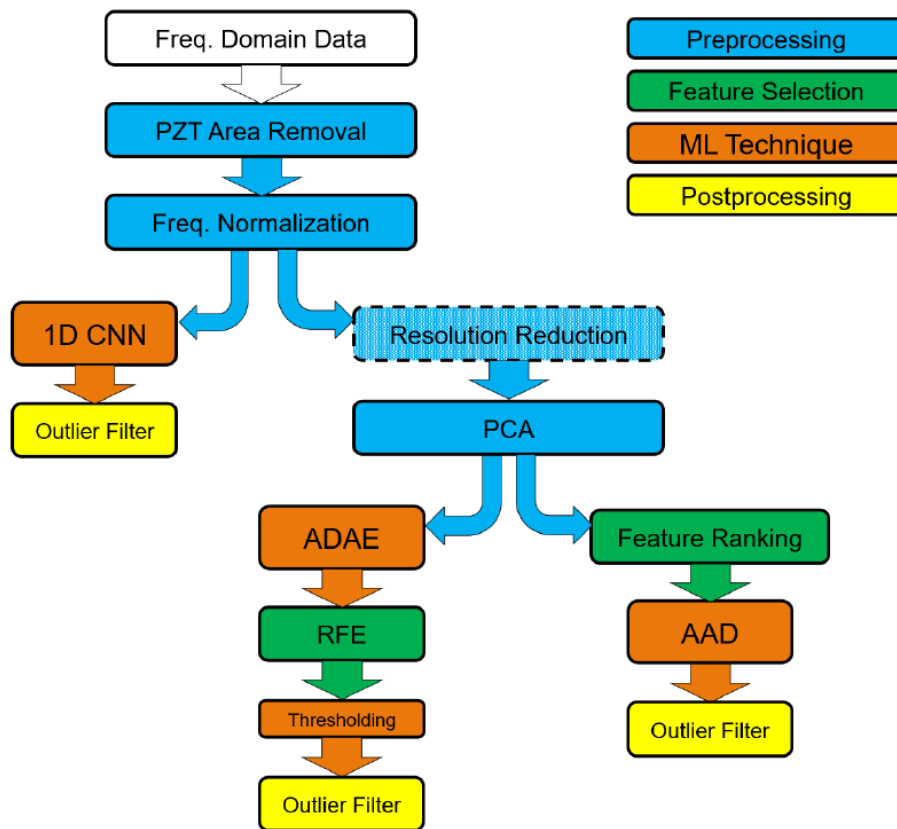 Freq. Domain Data
PZT Area Removal
Freq. Normalization
1D CNN
Outlier Filter
Resolution Reduction
PCA
ADAE
RFE
Thresholding
Outlier Filter
Feature Ranking
AAD
Outlier Filter
Preprocessing
Feature Selection
ML Technique
Postprocessing